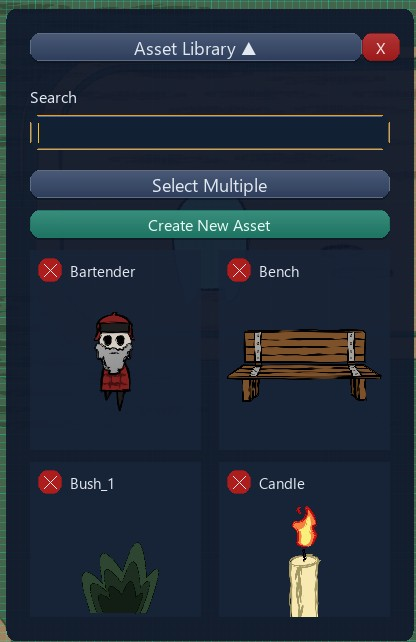 Asset Library ▲
X
Search
Select Multiple
Create New Asset
Bartender
Bench
Bush_1
Candle